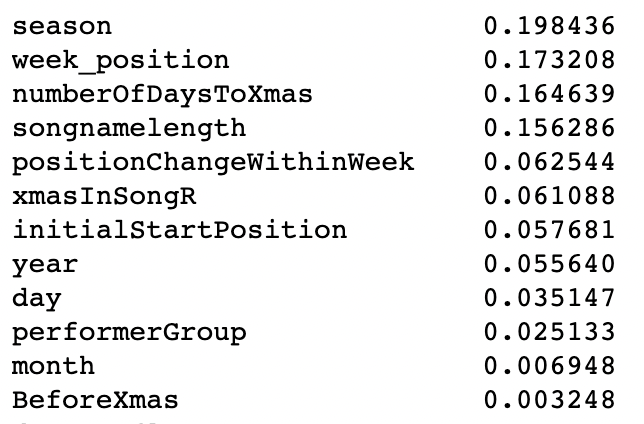 season 0.198436
week_position 0.173208
numberOfDaysToXmas 0.164639
songnamelength 0.156286
positionChangeWithinWeek 0.062544
xmasInSongR 0.061088
initialStartPosition 0.057681
year 0.055640
day 0.035147
performerGroup 0.025133
month 0.006948
BeforeXmas 0.003248